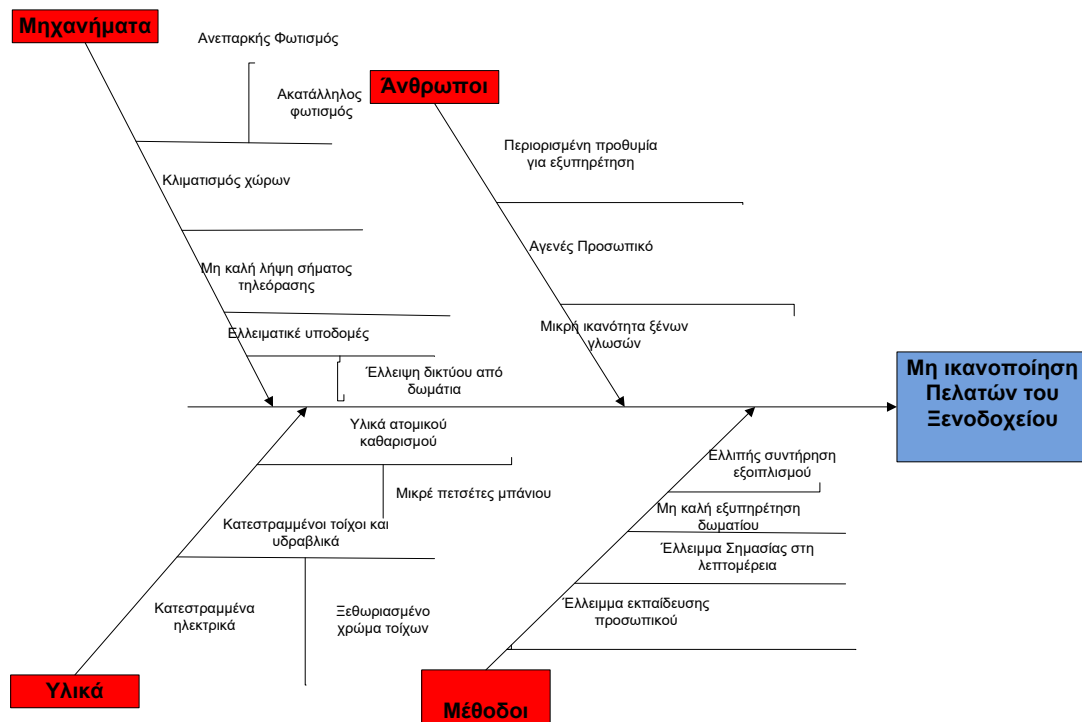 Μηχανήματα
Ανεπαρκής Φωτισμός
Ακατάλληλος
φωτισμός
Κλιματισμός χώρων
Μη καλή λήψη σήματος
τηλεόρασης
Ελλειματικέ υποδομές
Έλλειψη δικτύου από
δωμάτια
Άνθρωποι
Περιορισμένη προθυμία
για εξυπηρέτηση
Αγενές Προσωπικό
Μικρή ικανότητα ξένων
γλωσών
Μη ικανοποίηση
Πελατών του
Ξενοδοχείου
Υλικά ατομικού
καθαρισμού
Μικρέ πετσέτες μπάνιου
Κατεστραμμένοι τοίχοι και
υδραβλικά
Κατεστραμμένα
ηλεκτρικά
Ξεθωριασμένο
χρώμα τοίχων
Υλικά
Ελλιπής συντήρηση
εξοιπλισμού
Μη καλή εξυπηρέτηση
δωματίου
Έλλειμμα Σημασίας στη
λεπτομέρεια
Έλλειμμα εκπαίδευσης
προσωπικού
Μέθοδοι